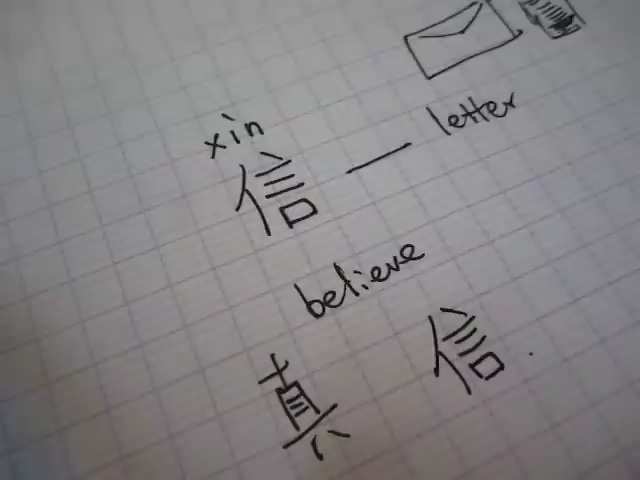 xin
信 — letter
believe
真 信.